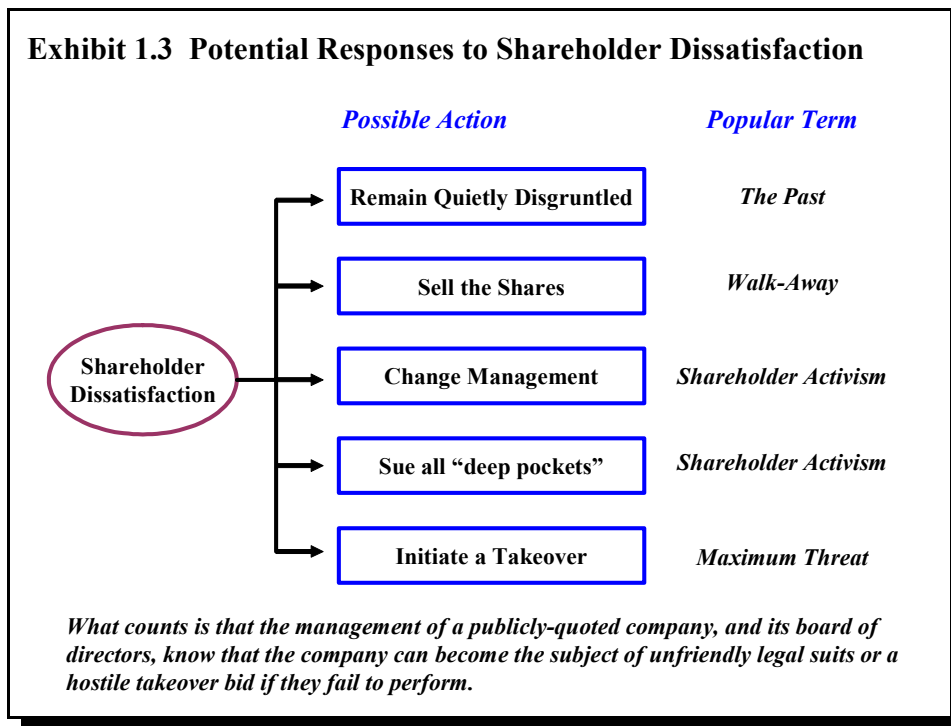 Exhibit 1.3 Potential Responses to Shareholder Dissatisfaction
Possible Action
Popular Term
Remain Quietly Disgruntled
The Past
Sell the Shares
Walk-Away
Shareholder
Dissatisfaction
Change Management
Shareholder Activism
Sue all “deep pockets”
Shareholder Activism
Initiate a Takeover
Maximum Threat
What counts is that the management of a publicly-quoted company, and its board of
directors, know that the company can become the subject of unfriendly legal suits or a
hostile takeover bid if they fail to perform.